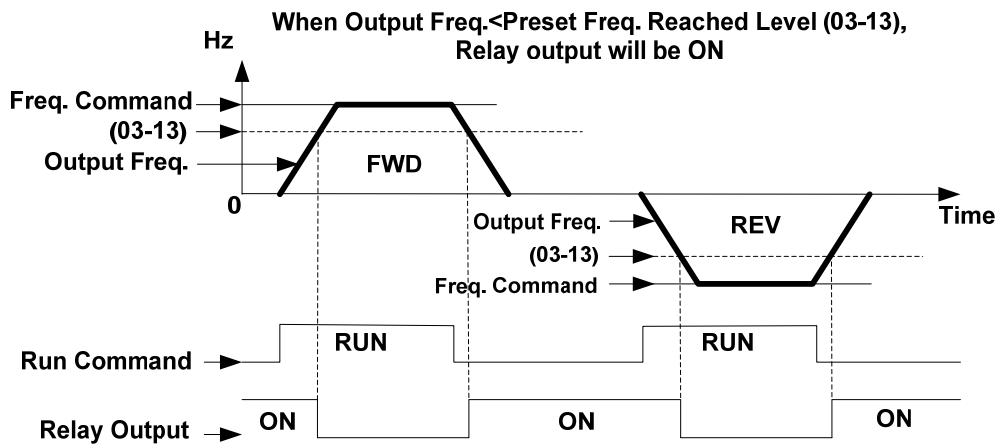 When Output Freq.<Preset Freq. Reached Level (03-13),
Relay output will be ON
Hz
Freq. Command
(03-13)
Output Freq.
FWD
0
Time
Output Freq.
REV
(03-13)
Freq. Command
Run Command
RUN
RUN
Relay Output
ON
ON
ON